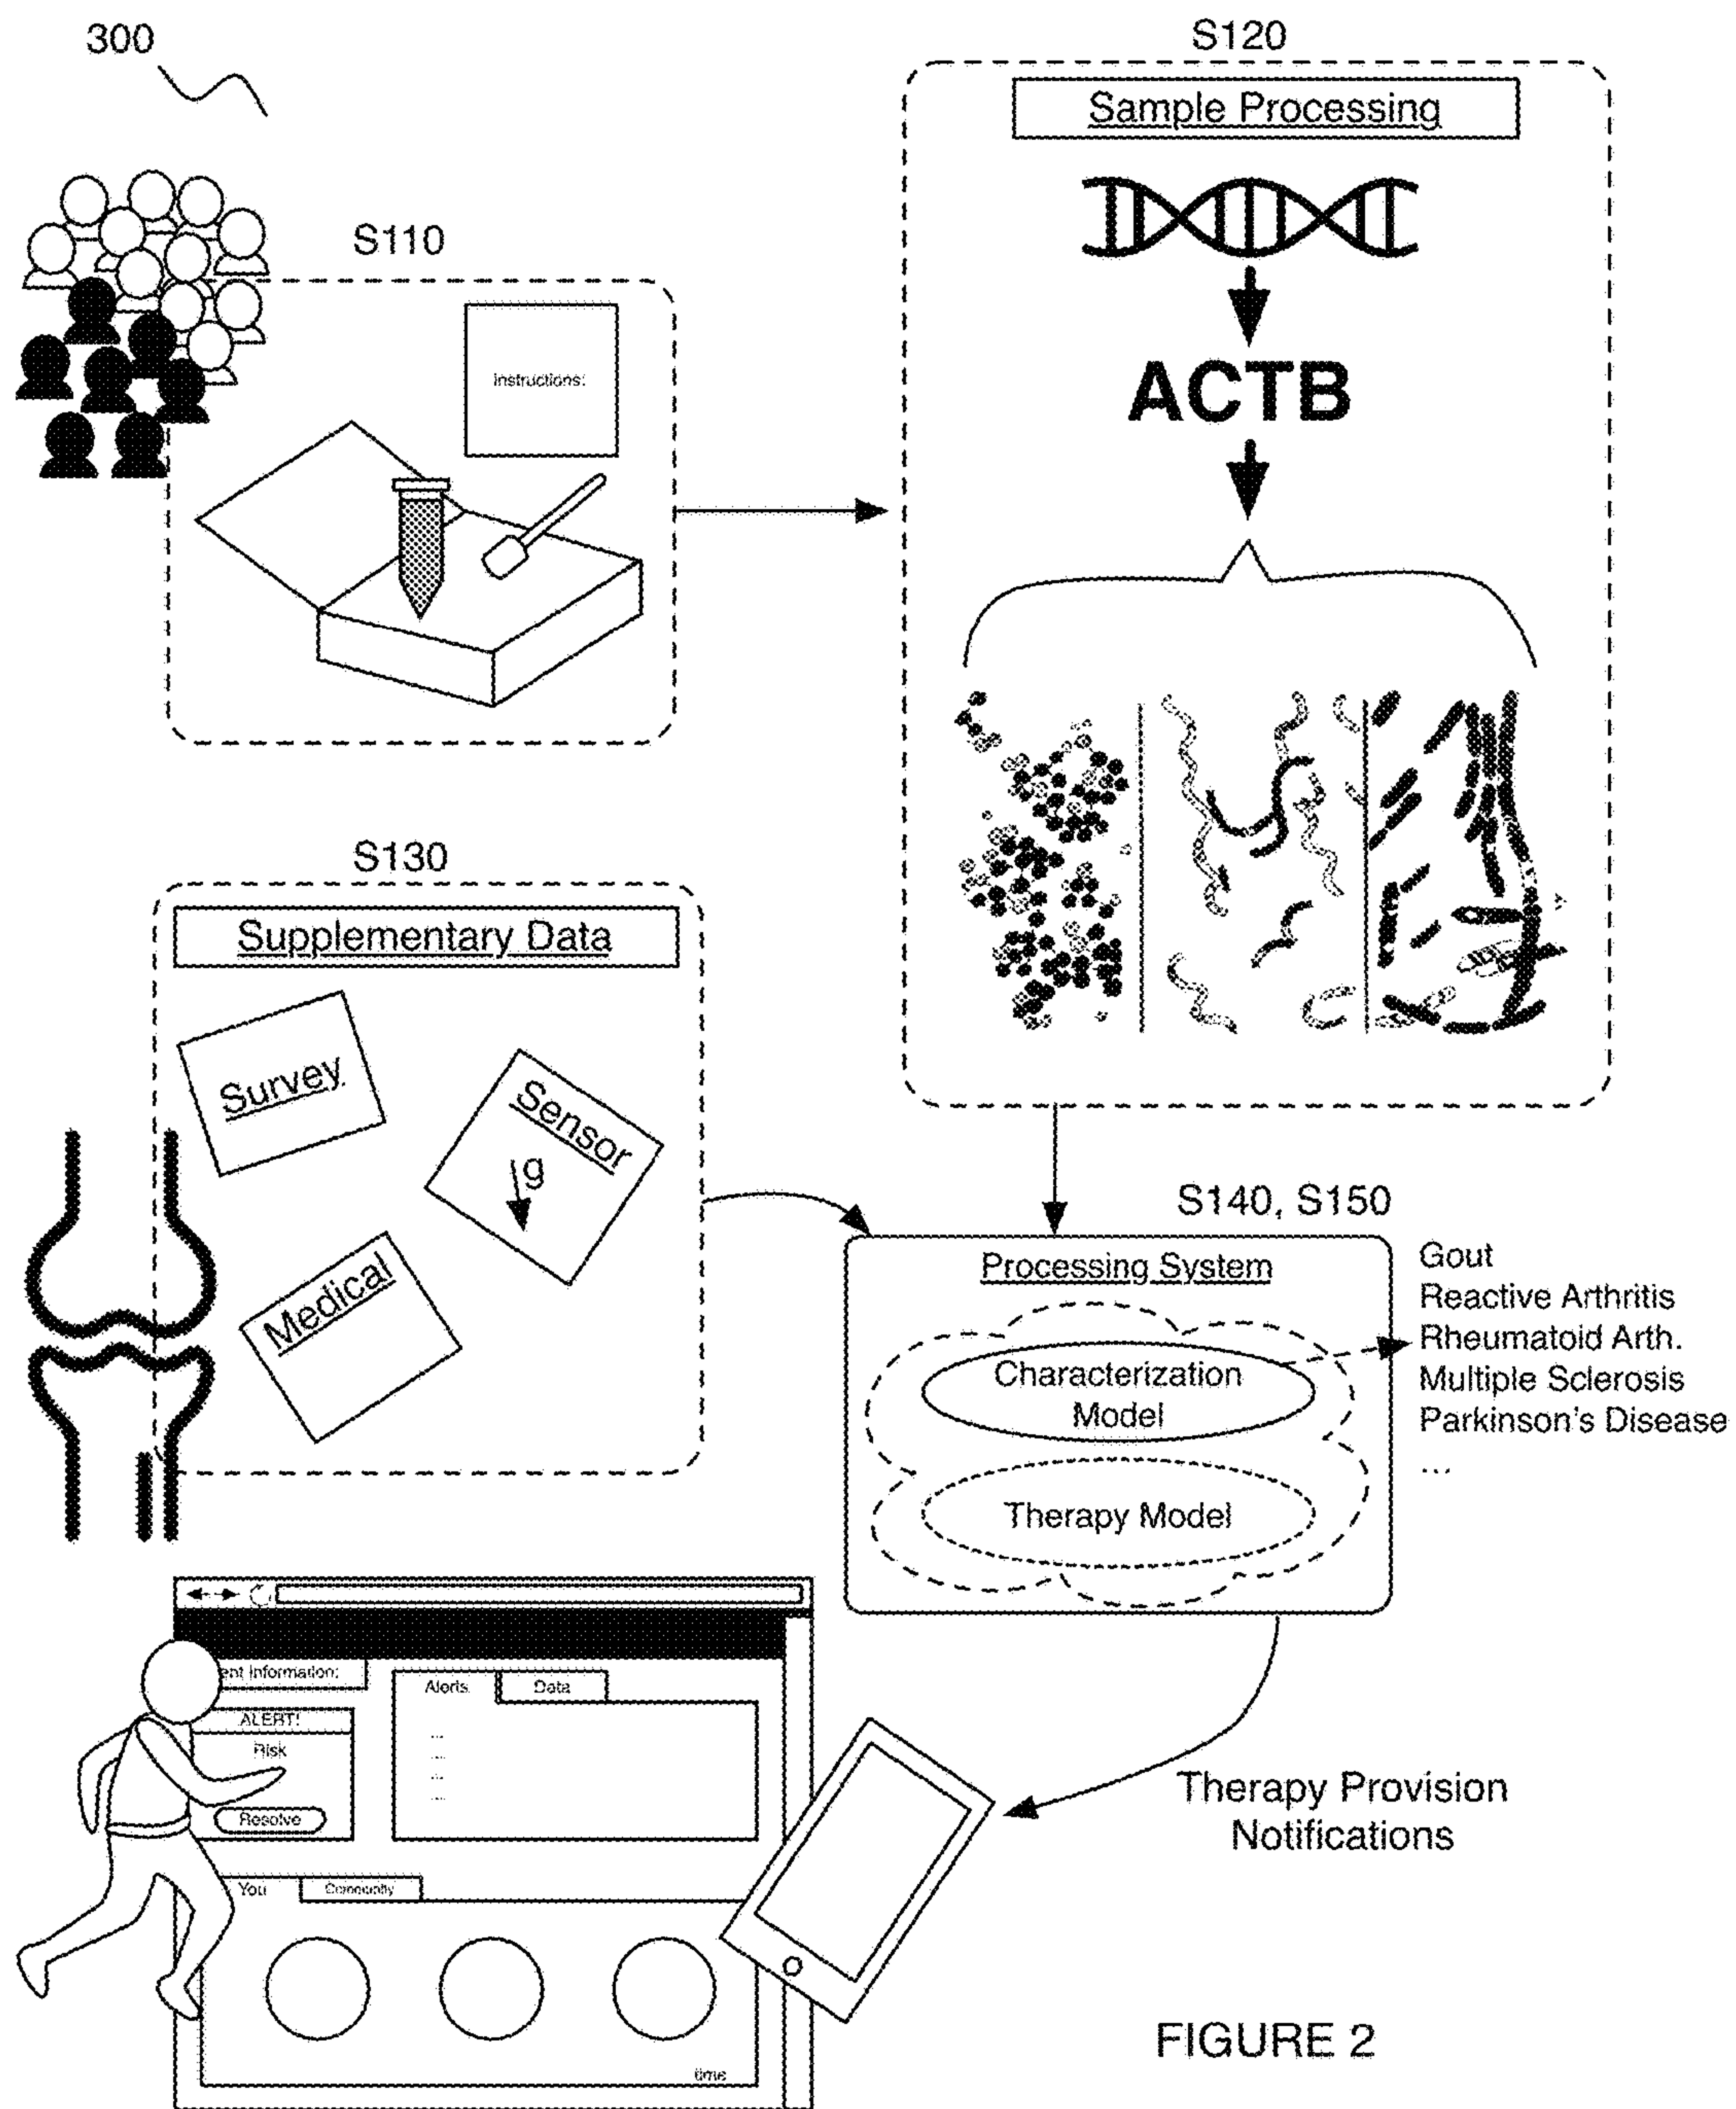 300
S110
Instructions:
S120
Sample Processing
ACTB
S130
Supplementary Data
Survey
Sensor
g
Medical
S140, S150
Processing System
Characterization
Model
Therapy Model
Gout
Reactive Arthritis
Rheumatoid Arth.
Multiple Sclerosis
Parkinson's Disease
...
ent Information:
ALERT!
Risk
Resolve
Alerts
Data
...
...
...
...
You
Community
time
Therapy Provision
Notifications
FIGURE 2